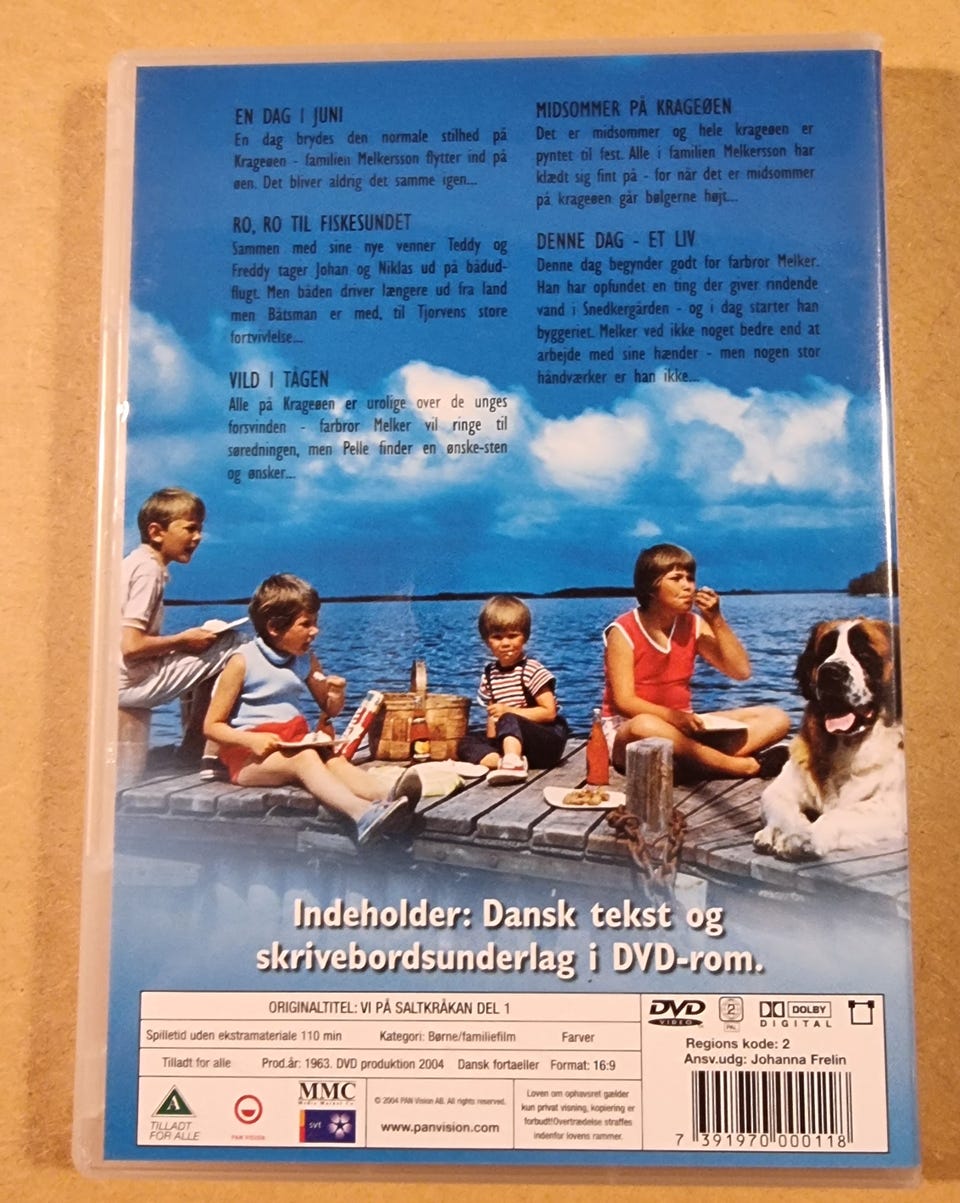 EN DAG I JUNI
En dag brydes den normale stilhed på
Krageøen - familien Melkersson flytter ind på
øen. Det bliver aldrig det samme igen...
RO, RO TIL FISKESUNDET
Sammen med sine nye venner Teddy og
Freddy tager Johan og Niklas ud på bådud-
flugt. Men båden driver længere ud fra land
men Båtsman er med, til Tjorvens store
fortvivlelse...
VILD I TÅGEN
Alle på Krageøen er urolige over de unges
forsvinden - farbror Melker vil ringe til
søredningen, men Pelle finder en ønske-sten
og ønsker...
MIDSOMMER PÅ KRAGEØEN
Det er midsommer og hele krageøen er
pyntet til fest. Alle i familien Melkersson har
klædt sig fint på - for når det er midsommer
på krageøen går bølgerne højt...
DENNE DAG - ET LIV
Denne dag begynder godt for farbror Melker.
Han har opfundet en ting der giver rindende
vand i Snedkergården - og i dag starter han
byggeriet. Melker ved ikke noget bedre end at
arbejde med sine hænder - men nogen stor
håndværker er han ikke...
Indeholder: Dansk tekst og
skrivebordsunderlag i DVD-rom.
ORIGINALTITEL: VI PÅ SALTKRÅKAN DEL 1
Spilletid uden ekstramateriale 110 min Kategori: Børne/familiefilm Farver
Tilladt for alle Prod.år: 1963. DVD produktion 2004 Dansk fortaeller Format: 16:9
A
TILLADT
FOR ALLE
PAN VISION
MMC
Media Market Co
svt
© 2004 PAN Vision AB. All rights reserved.
www.panvision.com
Loven om ophavsret gælder
kun privat visning, kopiering er
forbudt!Overtrædelse straffes
indenfor lovens rammer.
DVD
VIDEO
2
PAL
DOLBY
DIGITAL
Regions kode: 2
Ansv.udg: Johanna Frelin
7 391970 000118